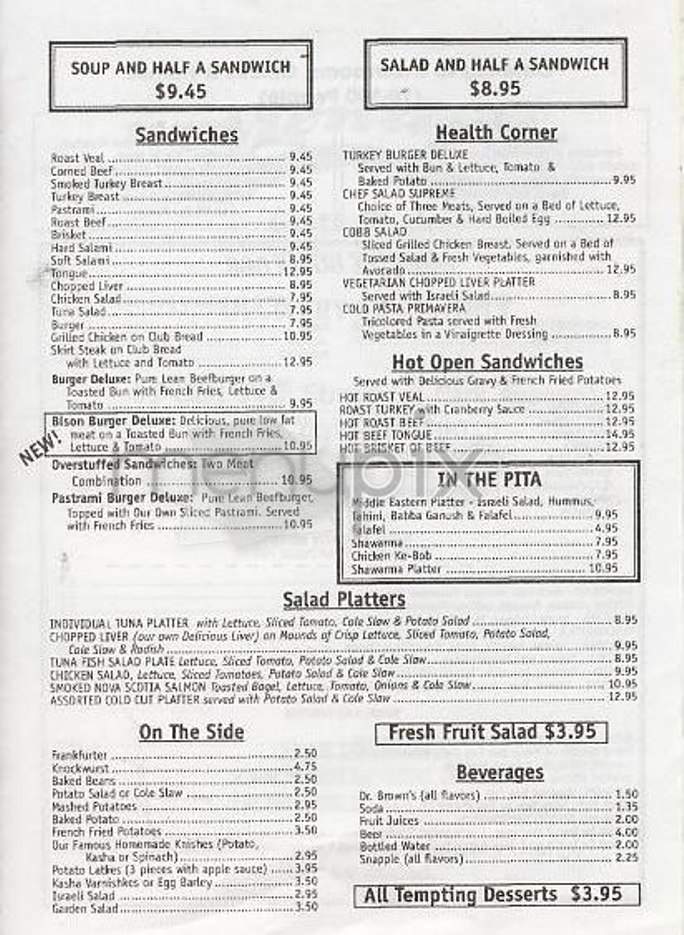 SOUP AND HALF A SANDWICH
$9.45
SALAD AND HALF A SANDWICH
$8.95
Sandwiches
Roast Veal 9.45
Corned Beef 9.45
Smoked Turkey Breast 9.45
Turkey Breast 9.45
Pastrami 9.45
Roast Beef 9.45
Brisket 9.45
Hard Salami 9.45
Soft Salami 8.95
Tongue 12.95
Chopped Liver 8.95
Chicken Salad 7.95
Tuna Salad 7.95
Burger 7.95
Grilled Chicken on Club Bread 10.95
Skirt Steak on Club Bread
with Lettuce and Tomato 12.95
Burger Deluxe: Pure Lean Beefburger on a
Toasted Bun with French Fries, Lettuce &
Tomato 9.95
NEW!
Bison Burger Deluxe: Delicious, pure low fat
meat on a Toasted Bun with French Fries,
Lettuce & Tomato 10.95
Overstuffed Sandwiches: Two Meat
Combination 10.95
Pastrami Burger Deluxe: Pure Lean Beefburger,
Topped with Our Own Sliced Pastrami. Served
with French Fries 10.95
Health Corner
TURKEY BURGER DELUXE
Served with Bun & Lettuce, Tomato &
Baked Potato 9.95
CHEF SALAD SUPREME
Choice of Three Meats, Served on a Bed of Lettuce,
Tomato, Cucumber & Hard Boiled Egg 12.95
COBB SALAD
Sliced Grilled Chicken Breast, Served on a Bed of
Tossed Salad & Fresh Vegetables, garnished with
Avocado 12.95
VEGETARIAN CHOPPED LIVER PLATTER
Served with Israeli Salad 8.95
COLD PASTA PRIMAVERA
Tricolored Pasta served with Fresh
Vegetables in a Vinaigrette Dressing 8.95
Hot Open Sandwiches
Served with Delicious Gravy & French Fried Potatoes
HOT ROAST VEAL 12.95
ROAST TURKEY with Cranberry Sauce 12.95
HOT ROAST BEEF 12.95
HOT BEEF TONGUE 14.95
HOT BRISKET OF BEEF 12.95
IN THE PITA
Middle Eastern Platter - Israeli Salad, Hummus,
Tahini, Babba Ganush & Falafel 9.95
Falafel 4.95
Shawarma 7.95
Chicken Ke-Bob 7.95
Shawarma Platter 10.95
Salad Platters
INDIVIDUAL TUNA PLATTER with Lettuce, Sliced Tomato, Cole Slaw & Potato Salad 8.95
CHOPPED LIVER (our own Delicious Liver) on Mounds of Crisp Lettuce, Sliced Tomato, Potato Salad,
Cole Slaw & Radish 9.95
TUNA FISH SALAD PLATE Lettuce, Sliced Tomato, Potato Salad & Cole Slaw 8.95
CHICKEN SALAD, Lettuce, Sliced Tomatoes, Potato Salad & Cole Slaw 9.95
SMOKED NOVA SCOTIA SALMON Toasted Bagel, Lettuce, Tomato, Onions & Cole Slaw 10.95
ASSORTED COLD CUT PLATTER served with Potato Salad & Cole Slaw 12.95
On The Side
Frankfurter 2.50
Knockwurst 4.75
Baked Beans 2.50
Potato Salad or Cole Slaw 2.50
Mashed Potatoes 2.95
Baked Potato 2.50
French Fried Potatoes 3.50
Our Famous Homemade Knishes (Potato,
Kasha or Spinach) 2.95
Potato Latkes (3 pieces with apple sauce) 3.95
Kasha Varnishkes or Egg Barley 3.50
Israeli Salad 2.95
Garden Salad 3.50
Fresh Fruit Salad $3.95
Beverages
Dr. Brown's (all flavors) 1.50
Soda 1.35
Fruit Juices 2.00
Beer 4.00
Bottled Water 2.00
Snapple (all flavors) 2.25
All Tempting Desserts $3.95